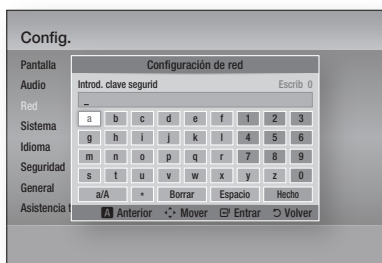 Config.
Pantalla
Audio
Red
Sistema
Idioma
Seguridad
General
Asistencia t
Configuración de red
Introd. clave segurid Escrib 0
_
a b c d e f 1 2 3
g h i j k l 4 5 6
m n o p q r 7 8 9
s t u v w x y z 0
a/A * Borrar Espacio Hecho
A Anterior Mover Entrar Volver